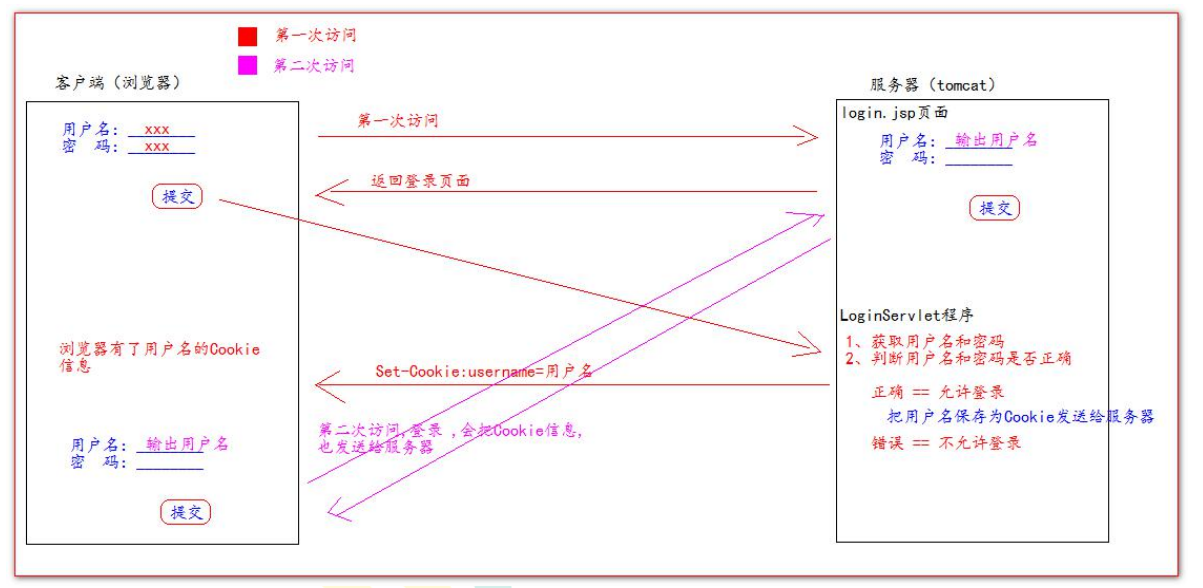 第一次访问
第二次访问
客户端（浏览器）
服务器（tomcat）
用户名: xxx
密 码: xxx
提交
第一次访问
返回登录页面
login.jsp页面
用户名: 输出用户名
密 码:
提交
浏览器有了用户名的Cookie
信息
Set-Cookie:username=用户名
LoginServlet程序
1、获取用户名和密码
2、判断用户名和密码是否正确
正确 == 允许登录
把用户名保存为Cookie发送给服务器
错误 == 不允许登录
第二次访问,登录 ,会把Cookie信息,
也发送给服务器
用户名: 输出用户名
密 码:
提交